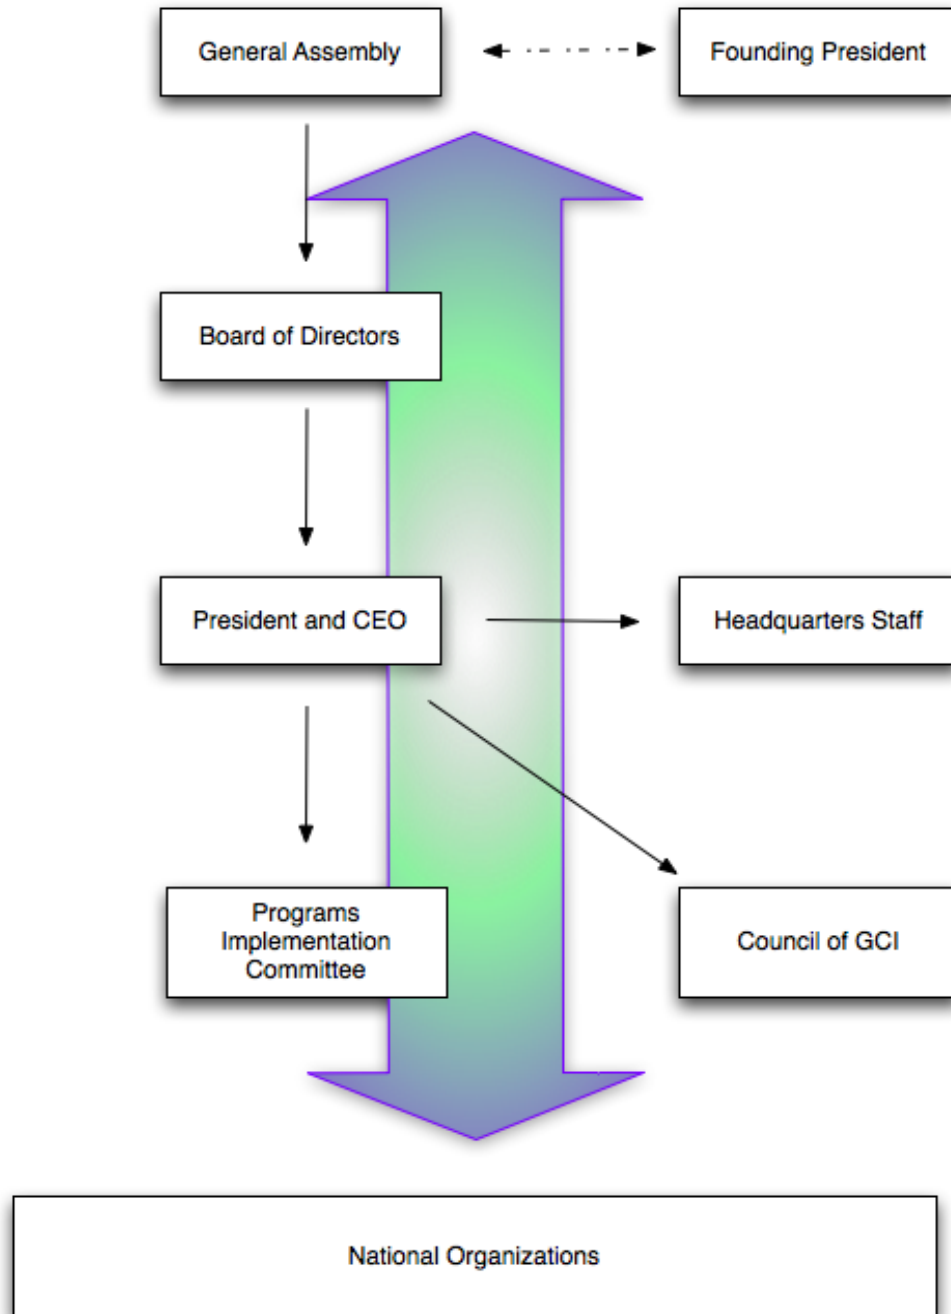 General Assembly
Founding President
Board of Directors
President and CEO
Headquarters Staff
Programs
Implementation
Committee
Council of GCI
National Organizations